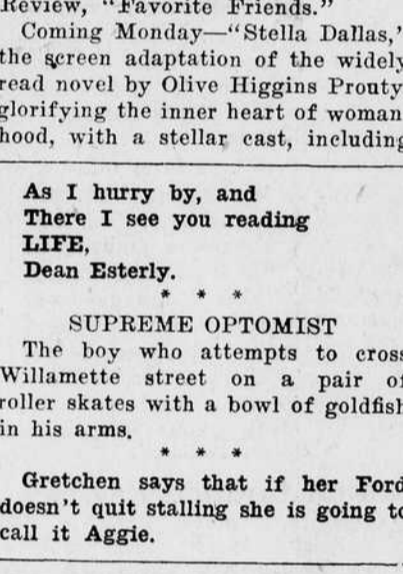 Review, "Favorite Friends."
Coming Monday—"Stella Dallas,'
the screen adaptation of the widely
read novel by Olive Higgins Prouty
glorifying the inner heart of woman
hood, with a stellar cast, including
As I hurry by, and
There I see you reading
LIFE,
Dean Esterly.
* * *
SUPREME OPTOMIST
The boy who attempts to cross
Willamette street on a pair of
roller skates with a bowl of goldfish
in his arms.
* * *
Gretchen says that if her Ford
doesn't quit stalling she is going to
call it Aggie.